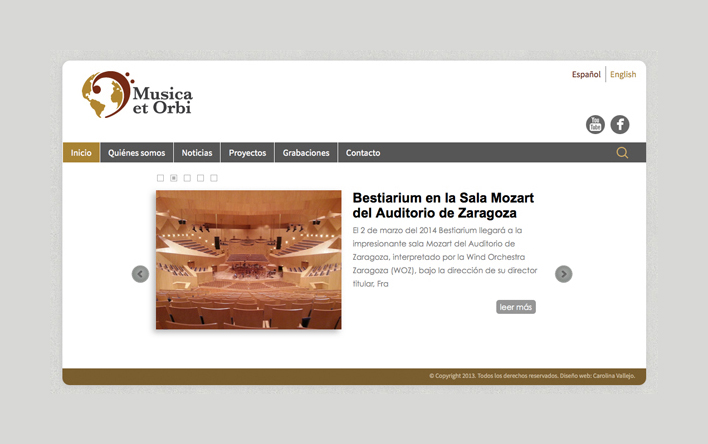 Español English
Musica
et Orbi
You
Tube
f
Inicio Quiénes somos Noticias Proyectos Grabaciones Contacto
Bestiarium en la Sala Mozart
del Auditorio de Zaragoza
El 2 de marzo del 2014 Bestiarium llegará a la
impresionante sala Mozart del Auditorio de
Zaragoza, interpretado por la Wind Orchestra
Zaragoza (WOZ), bajo la dirección de su director
titular, Fra
leer más
© Copyright 2013. Todos los derechos reservados. Diseño web: Carolina Vallejo.